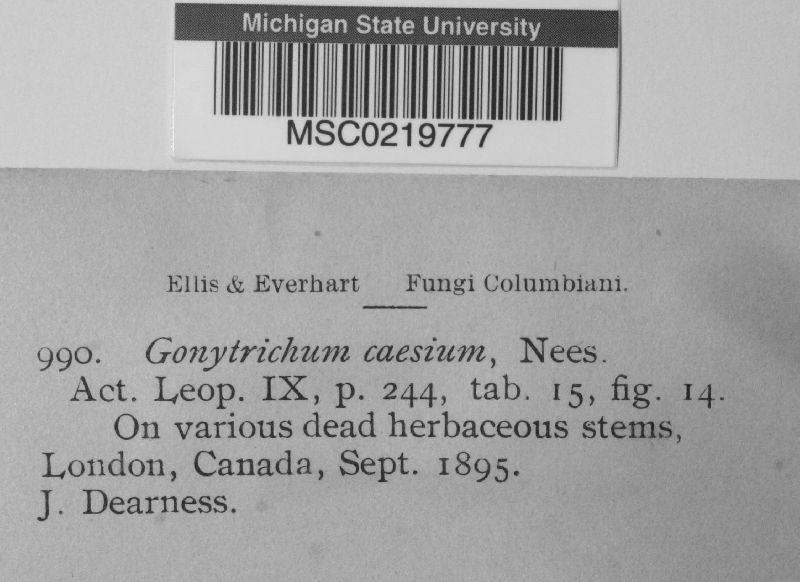 Michigan State University
MSC0219777
Ellis & Everhart Fungi Columbiani.
990. Gonytrichum caesium, Nees.
Act. Leop. IX, p. 244, tab. 15, fig. 14.
On various dead herbaceous stems,
London, Canada, Sept. 1895.
J. Dearness.